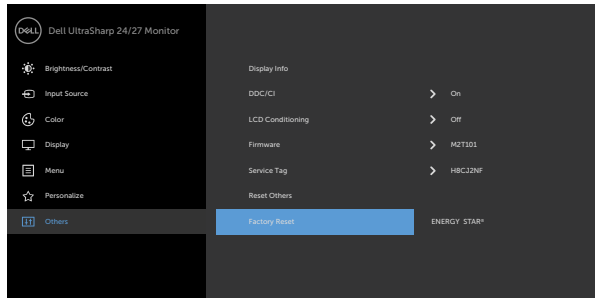 DELL Dell UltraSharp 24/27 Monitor
Brightness/Contrast Display Info
Input Source DDC/CI On
Color LCD Conditioning Off
Display Firmware M2T101
Menu Service Tag H8CJ2NF
Personalize Reset Others
Others Factory Reset ENERGY STAR®